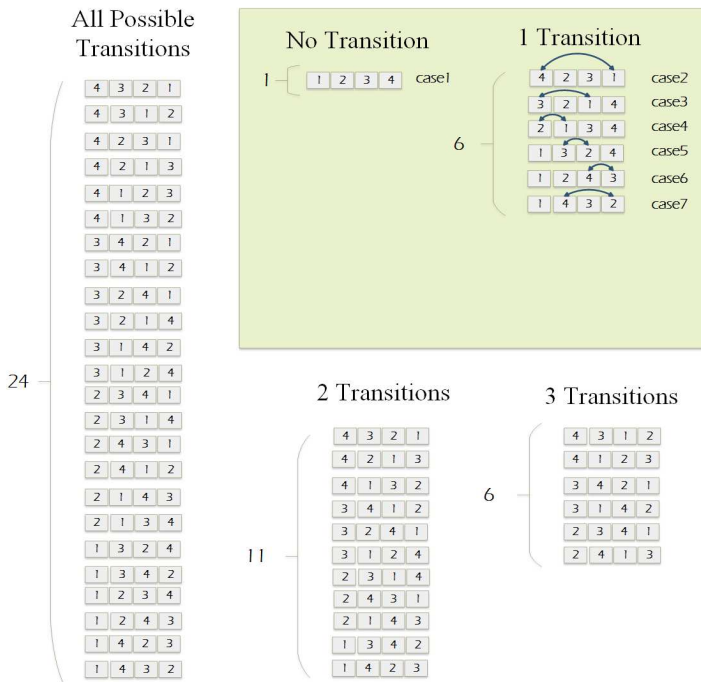 All Possible
Transitions
24
4 3 2 1
4 3 1 2
4 2 3 1
4 2 1 3
4 1 2 3
4 1 3 2
3 4 2 1
3 4 1 2
3 2 4 1
3 2 1 4
3 1 4 2
3 1 2 4
2 3 4 1
2 3 1 4
2 4 3 1
2 4 1 2
2 1 4 3
2 1 3 4
1 3 2 4
1 3 4 2
1 2 3 4
1 2 4 3
1 4 2 3
1 4 3 2
No Transition
1
1 2 3 4 case1
1 Transition
6
4 2 3 1 case2
3 2 1 4 case3
2 1 3 4 case4
1 3 2 4 case5
1 2 4 3 case6
1 4 3 2 case7
2 Transitions
11
4 3 2 1
4 2 1 3
4 1 3 2
3 4 1 2
3 2 4 1
3 1 2 4
2 3 1 4
2 4 3 1
2 1 4 3
1 3 4 2
1 4 2 3
3 Transitions
6
4 3 1 2
4 1 2 3
3 4 2 1
3 1 4 2
2 3 4 1
2 4 1 3